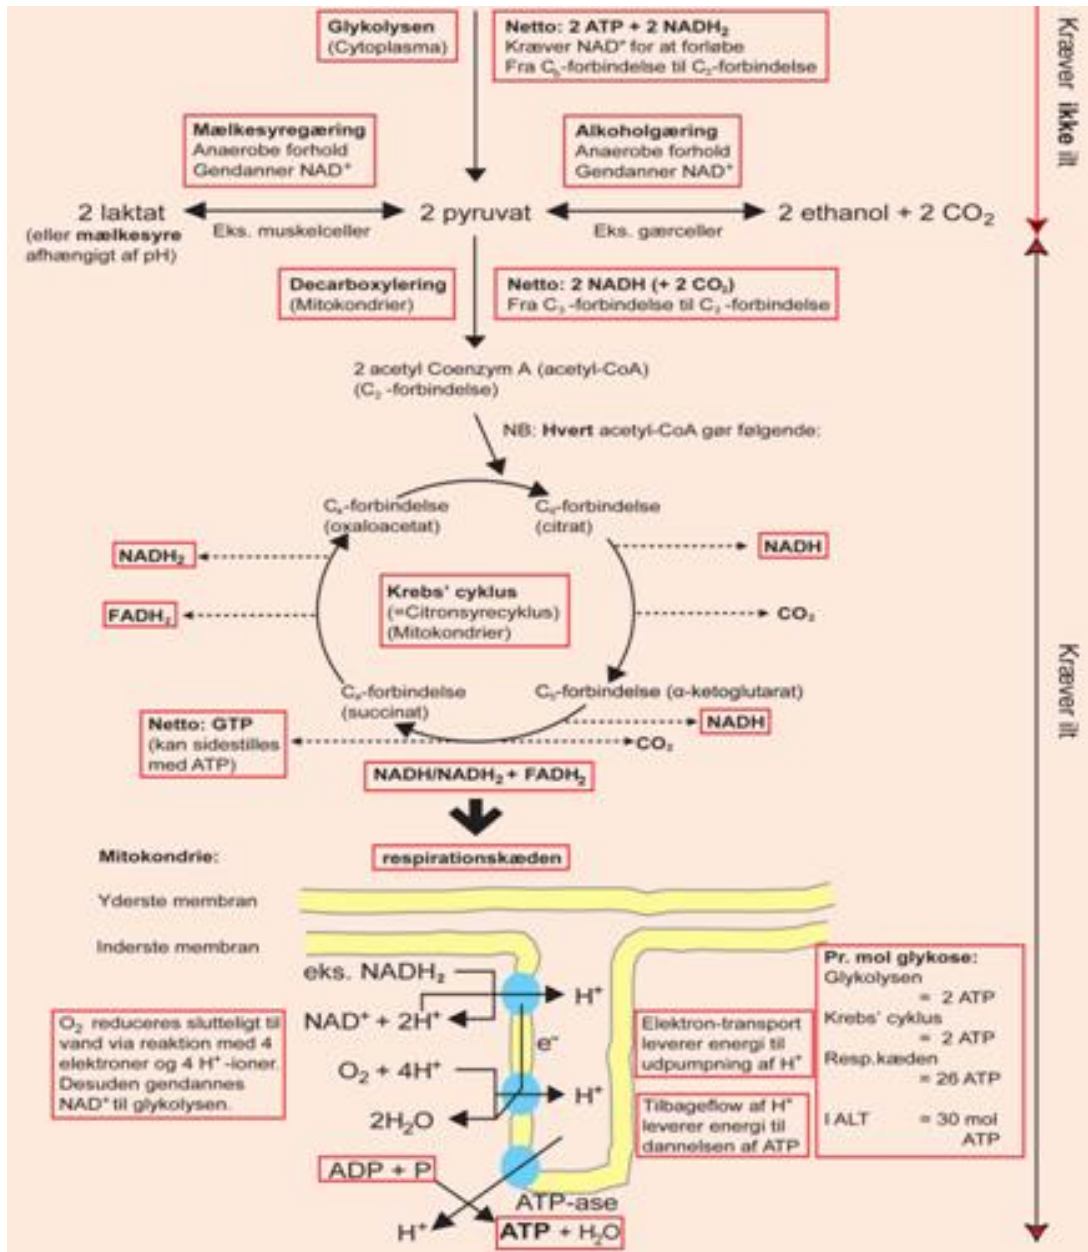 Glykolysen
(Cytoplasma)
Netto: 2 ATP + 2 NADH₂
Kræver NAD⁺ for at forløbe
Fra C₆-forbindelse til C₃-forbindelse
Kræver ikke ilt
Mælkesyregæring
Anaerobe forhold
Gendanner NAD⁺
Alkoholgæring
Anaerobe forhold
Gendanner NAD⁺
2 laktat
(eller mælkesyre
afhængigt af pH)
Eks. muskelceller
2 pyruvat
Eks. gærceller
2 ethanol + 2 CO₂
Decarboxylering
(Mitokondrier)
Netto: 2 NADH (+ 2 CO₂)
Fra C₃ -forbindelse til C₂ -forbindelse
2 acetyl Coenzym A (acetyl-CoA)
(C₂ -forbindelse)
NB: Hvert acetyl-CoA gør følgende:
C₄-forbindelse
(oxaloacetat)
C₆-forbindelse
(citrat)
NADH₂
NADH
FADH₂
Krebs' cyklus
(=Citronsyrecyklus)
(Mitokondrier)
CO₂
C₄-forbindelse
(succinat)
C₅-forbindelse (α-ketoglutarat)
NADH
Netto: GTP
(kan sidestilles
med ATP)
CO₂
NADH/NADH₂ + FADH₂
Kræver ilt
Mitokondrie:
respirationskæden
Yderste membran
Inderste membran
eks. NADH₂
H⁺
NAD⁺ + 2H⁺
e⁻
O₂ + 4H⁺
H⁺
2H₂O
O₂ reduceres slutteligt til
vand via reaktion med 4
elektroner og 4 H⁺ -ioner.
Desuden gendannes
NAD⁺ til glykolysen.
Elektron-transport
leverer energi til
udpumpning af H⁺
Tilbageflow af H⁺
leverer energi til
dannelsen af ATP
Pr. mol glykose:
Glykolysen
= 2 ATP
Krebs' cyklus
= 2 ATP
Resp.kæden
= 26 ATP
I ALT = 30 mol
ATP
ADP + P
ATP-ase
H⁺
ATP + H₂O